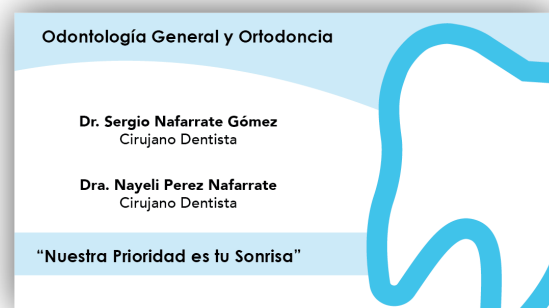 Odontología General y Ortodoncia
Dr. Sergio Nafarrate Gómez
Cirujano Dentista
Dra. Nayeli Perez Nafarrate
Cirujano Dentista
“Nuestra Prioridad es tu Sonrisa”